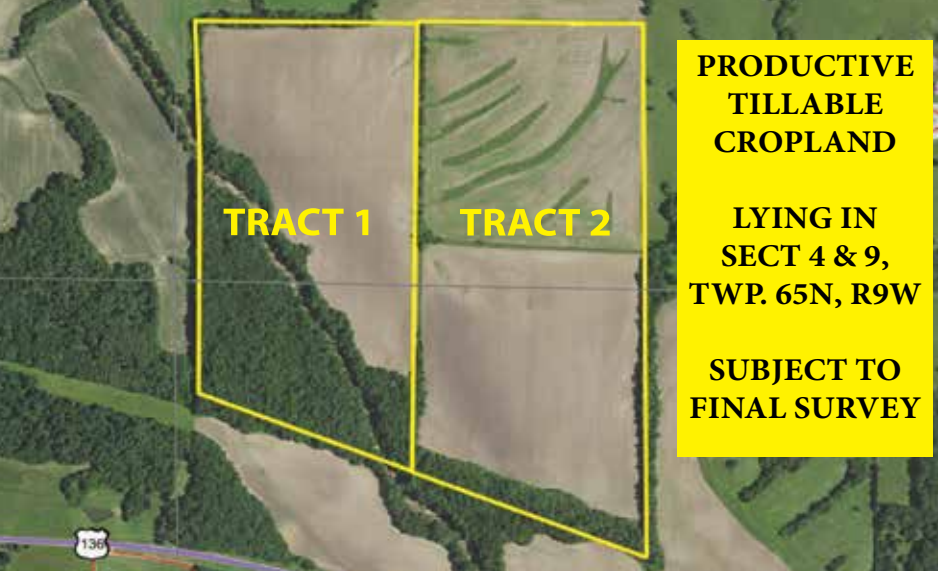 PRODUCTIVE
TILLABLE
CROPLAND
LYING IN
SECT 4 & 9,
TWP. 65N, R9W
SUBJECT TO
FINAL SURVEY
TRACT 1
TRACT 2
136